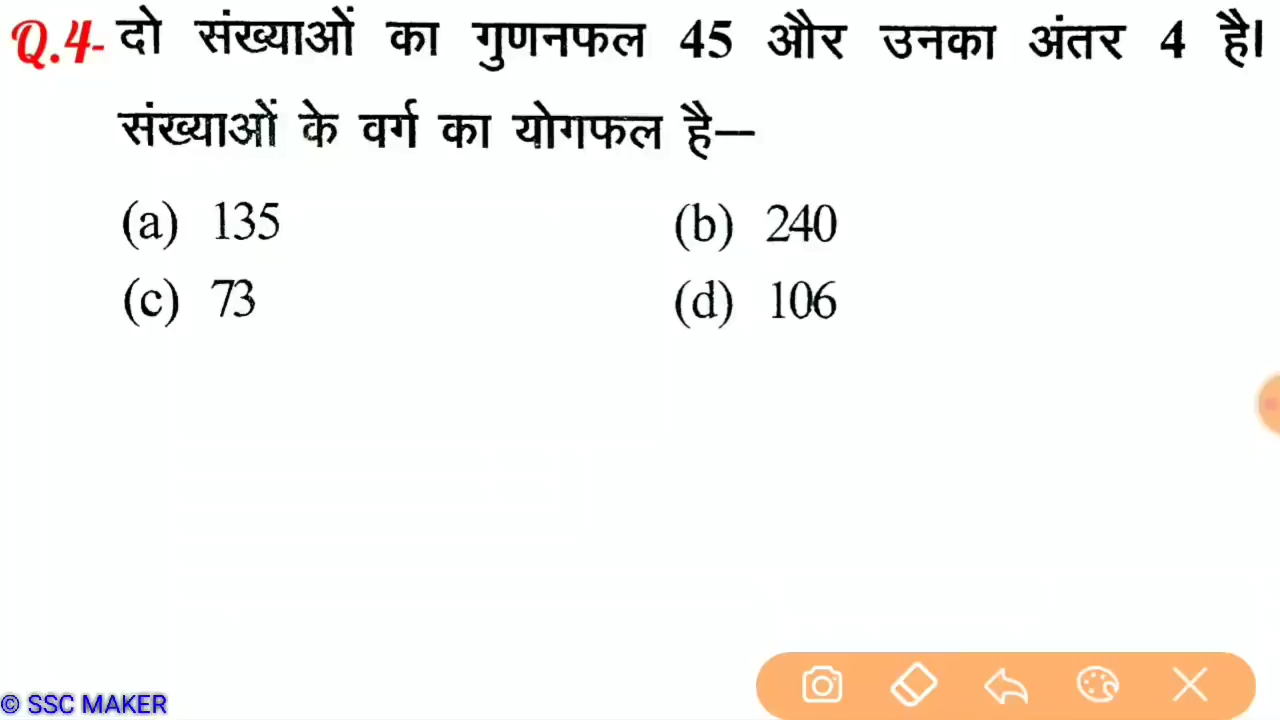 Q.4- दो संख्याओं का गुणनफल 45 और उनका अंतर 4 है।
संख्याओं के वर्ग का योगफल है—
(a) 135 (b) 240
(c) 73 (d) 106
© SSC MAKER